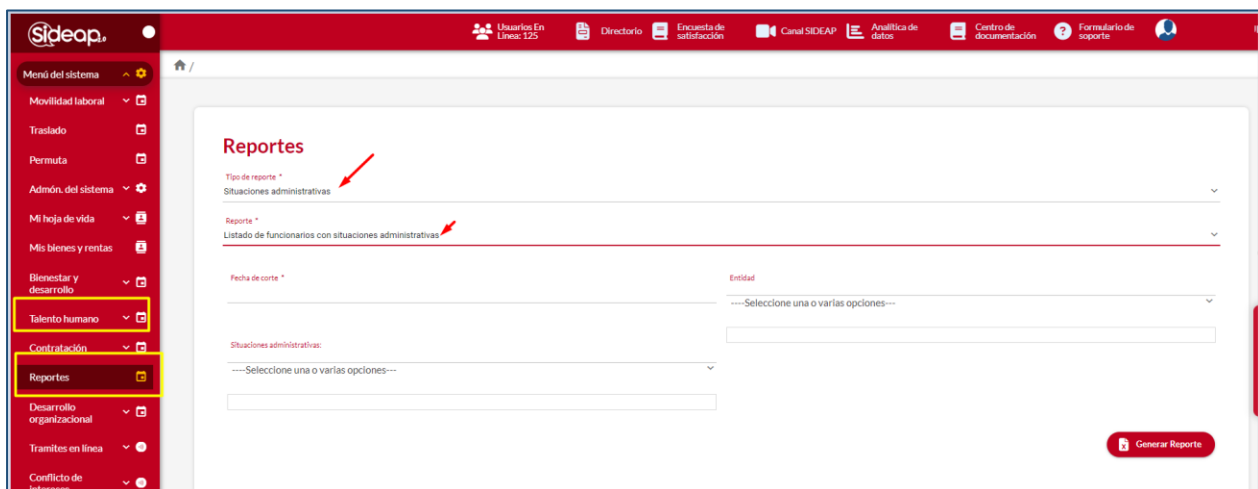 Sideap
Usuarios En
Línea: 125
Directorio
Encuesta de
satisfacción
Canal SIDEAP
Analítica de
datos
Centro de
documentación
Formulario de
soporte
Menú del sistema
Movilidad laboral
Traslado
Permuta
Admón. del sistema
Mi hoja de vida
Mis bienes y rentas
Bienestar y
desarrollo
Talento humano
Contratación
Reportes
Desarrollo
organizacional
Tramites en línea
Conflicto de
intereses
/
Reportes
Tipo de reporte *
Situaciones administrativas
Reporte *
Listado de funcionarios con situaciones administrativas
Fecha de corte *
Entidad
----Seleccione una o varias opciones---
Situaciones administrativas:
----Seleccione una o varias opciones---
Generar Reporte